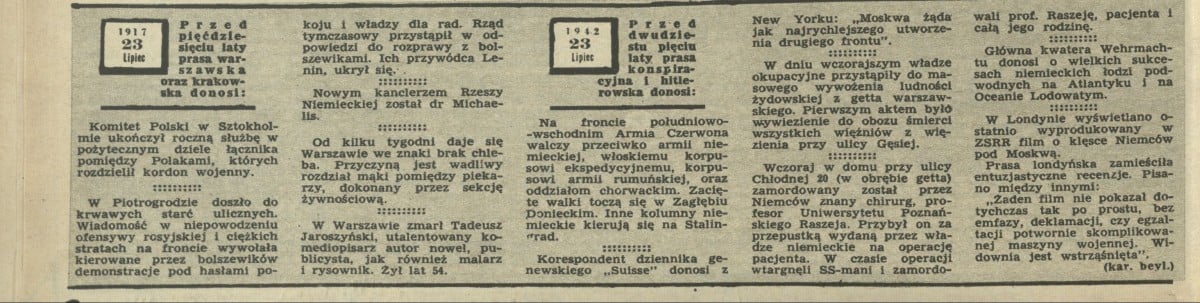 1917
23
Lipiec
Przed
pięćdzie-
sięciu laty
prasa war-
szawska
oraz krakow-
ska donosi:
Komitet Polski w Sztokhol-
mie ukończył roczną służbę w
pożytecznym dziele łącznika
pomiędzy Polakami, których
rozdzielił kordon wojenny.
::::::::::
W Piotrogrodzie doszło do
krwawych starć ulicznych.
Wiadomość w niepowodzeniu
ofensywy rosyjskiej i ciężkich
stratach na froncie wywołała
kierowane przez bolszewików
demonstracje pod hasłami po-
koju i władzy dla rad. Rząd
tymczasowy przystąpił w od-
powiedzi do rozprawy z bol-
szewikami. Ich przywódca Le-
nin, ukrył się.
::::::::::
Nowym kanclerzem Rzeszy
Niemieckiej został dr Michae-
lis.
::::::::::
Od kilku tygodni daje się
Warszawie we znaki brak chle-
ba. Przyczyną jest wadliwy
rozdział mąki pomiędzy pieka-
rzy, dokonany przez sekcję
żywnościową.
::::::::::
W Warszawie zmarł Tadeusz
Jaroszyński, utalentowany ko-
mediopisarz autor nowel, pu-
blicysta, jak również malarz
i rysownik. Żył lat 54.
1942
23
Lipiec
Przed
dwudzie-
stu pięciu
laty prasa
konspira-
cyjna i hitle-
rowska donosi:
Na froncie południowo-
-wschodnim Armia Czerwona
walczy przeciwko armii nie-
mieckiej, włoskiemu korpu-
sowi ekspedycyjnemu, korpu-
sowi armii rumuńskiej, oraz
oddziałom chorwackim. Zacię-
te walki toczą się w Zagłębiu
Donieckim. Inne kolumny nie-
mieckie kierują się na Stalin-
grad.
::::::::::
Korespondent dziennika ge-
newskiego „Suisse" donosi z
New Yorku: „Moskwa żąda
jak najrychlejszego utworze-
nia drugiego frontu".
::::::::::
W dniu wczorajszym władze
okupacyjne przystąpiły do ma-
sowego wywożenia ludności
żydowskiej z getta warszaw-
skiego. Pierwszym aktem było
wywiezienie do obozu śmierci
wszystkich więźniów z wię-
zienia przy ulicy Gęsiej.
::::::::::
Wczoraj w domu przy ulicy
Chłodnej 20 (w obrębie getta)
zamordowany został przez
Niemców znany chirurg, pro-
fesor Uniwersytetu Poznań-
skiego Raszeja. Przybył on za
przepustką wydaną przez wła-
dze niemieckie na operację
pacjenta. W czasie operacji
wtargnęli SS-mani i zamordo-
wali prof. Raszeję, pacjenta i
całą jego rodzinę.
::::::::::
Główna kwatera Wehrmach-
tu donosi o wielkich sukce-
sach niemieckich łodzi pod-
wodnych na Atlantyku i na
Oceanie Lodowatym.
::::::::::
W Londynie wyświetlano o-
statnio wyprodukowany w
ZSRR film o klęsce Niemców
pod Moskwą.
Prasa londyńska zamieściła
entuzjastyczne recenzje. Pisa-
no między innymi:
„Żaden film nie pokazał do-
tychczas tak po prostu, bez
emfazy, deklamacji, czy egzal-
tacji potwornie skomplikowa-
nej maszyny wojennej. Wi-
downia jest wstrząśnięta".
(kar. beyl.)